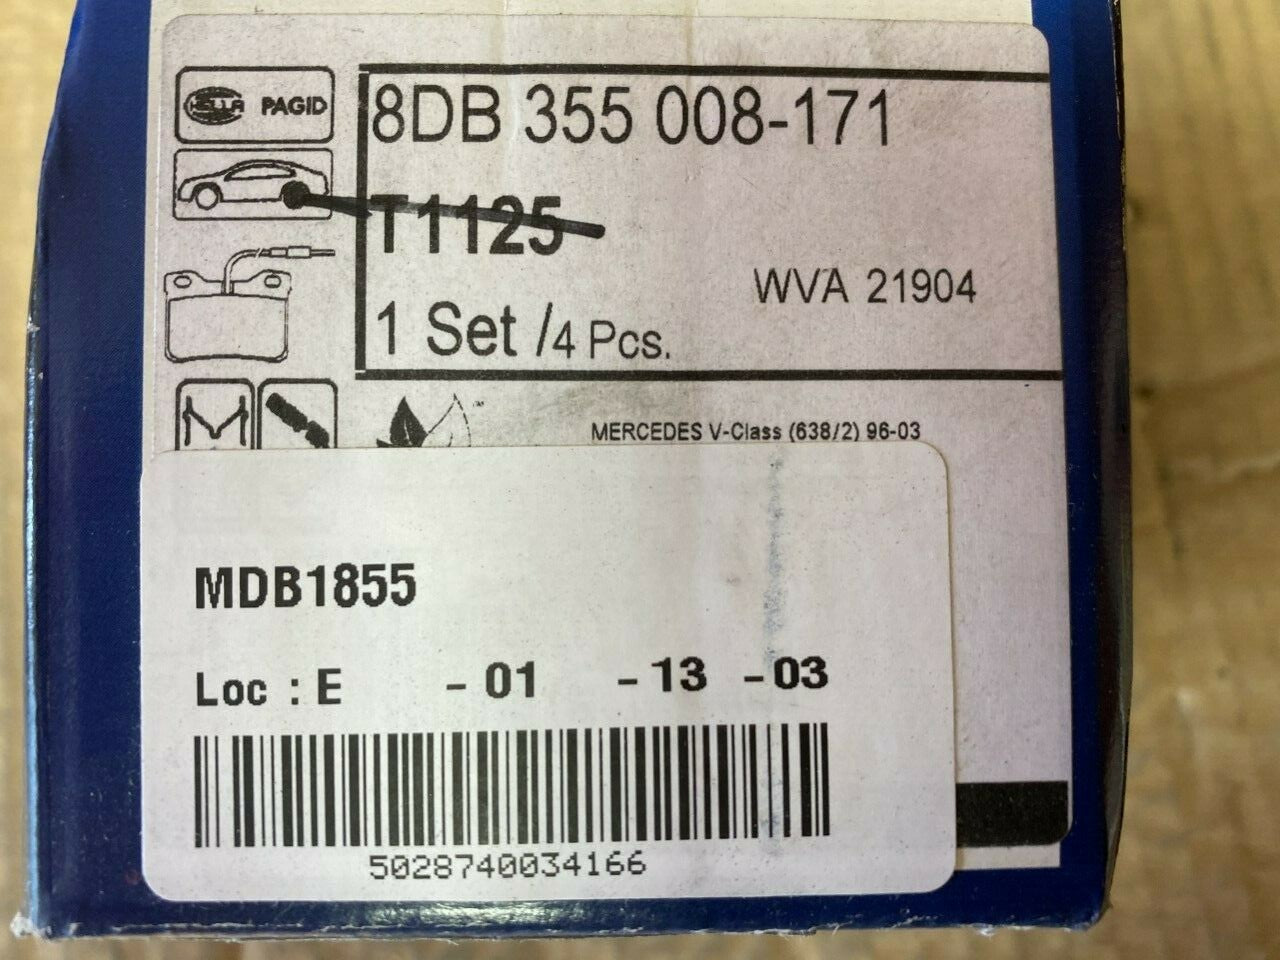 HELLA PAGID
8DB 355 008-171
T1125
WVA 21904
1 Set /4 Pcs.
MERCEDES V-Class (638/2) 96-03
MDB1855
Loc : E - 01 - 13 - 03
5028740034166